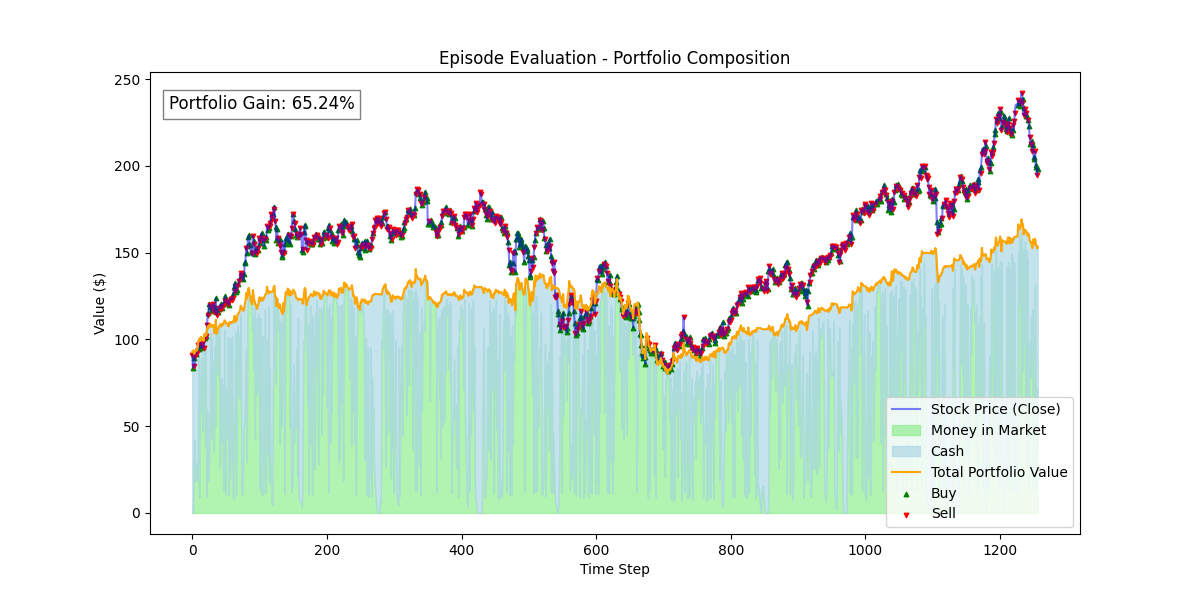 Episode Evaluation - Portfolio Composition
Portfolio Gain: 65.24%
Value ($)
250
200
150
100
50
0
0 200 400 600 800 1000 1200
Time Step
Stock Price (Close)
Money in Market
Cash
Total Portfolio Value
Buy
Sell